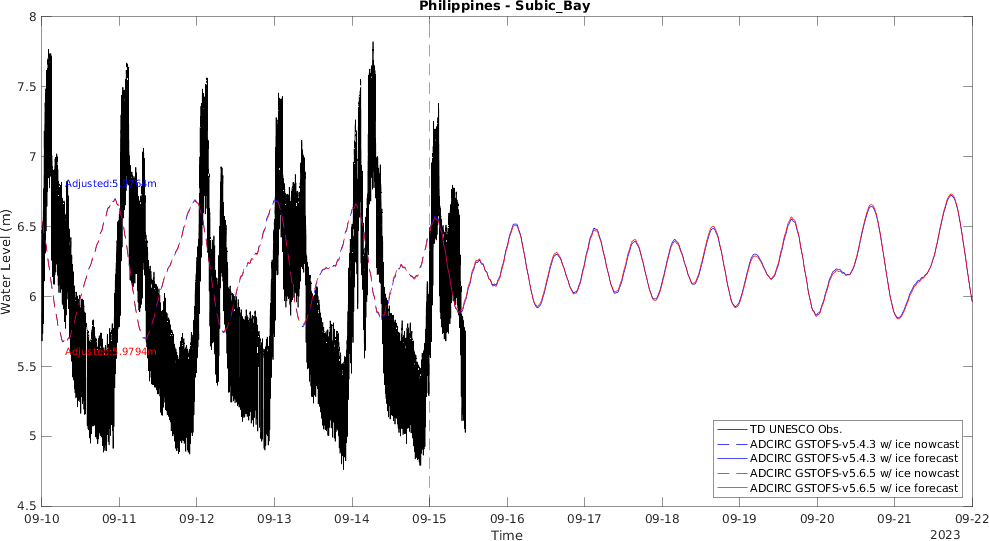 Philippines - Subic_Bay
8
7.5
7
6.5
6
5.5
5
4.5
Water Level (m)
Adjusted:5.9794m
09-10
09-11
09-12
09-13
09-14
09-15
09-16
09-17
09-18
09-19
09-20
09-21
09-22
Time
2023
TD UNESCO Obs.
ADCIRC GSTOFS-v5.4.3 w/ ice nowcast
ADCIRC GSTOFS-v5.4.3 w/ ice forecast
ADCIRC GSTOFS-v5.6.5 w/ ice nowcast
ADCIRC GSTOFS-v5.6.5 w/ ice forecast